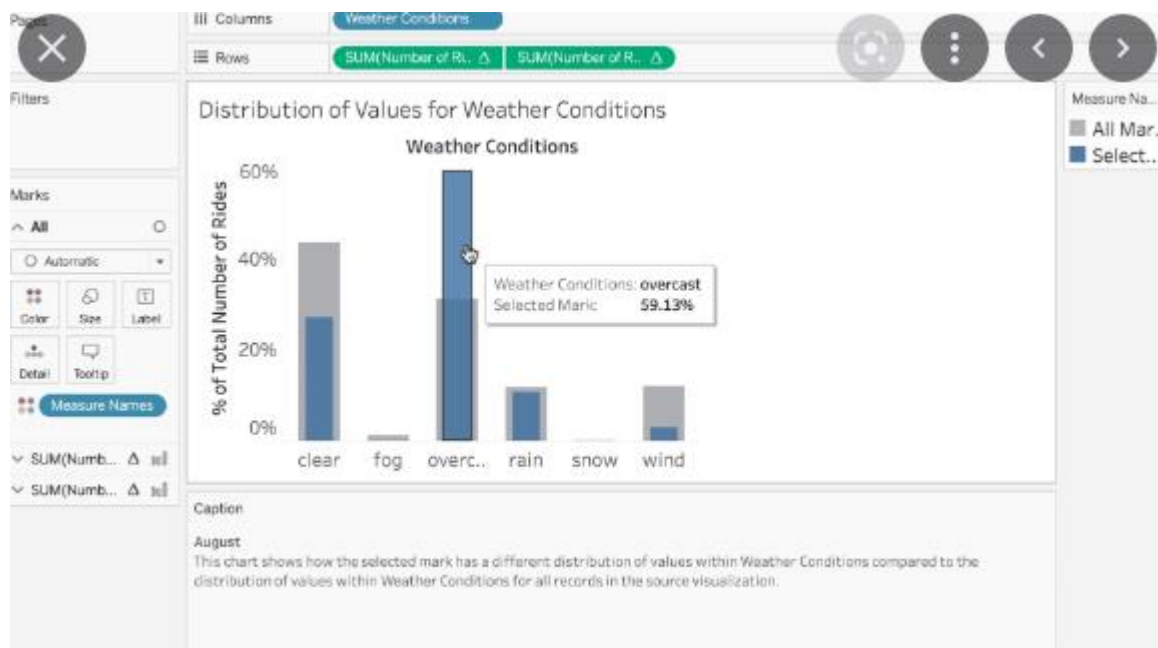 Pages
III Columns
Weather Conditions
Rows
SUM(Number of Ri.. Δ
SUM(Number of R.. Δ
Filters
Distribution of Values for Weather Conditions
Measure Na...
All Mar.
Select..
Weather Conditions
Marks
All
Automatic
Color
Size
Label
Detail
Tooltip
Measure Names
SUM(Numb... Δ
SUM(Numb... Δ
% of Total Number of Rides
60%
40%
20%
0%
Weather Conditions: overcast
Selected Mark: 59.13%
clear fog overc.. rain snow wind
Caption
August
This chart shows how the selected mark has a different distribution of values within Weather Conditions compared to the
distribution of values within Weather Conditions for all records in the source visualization.